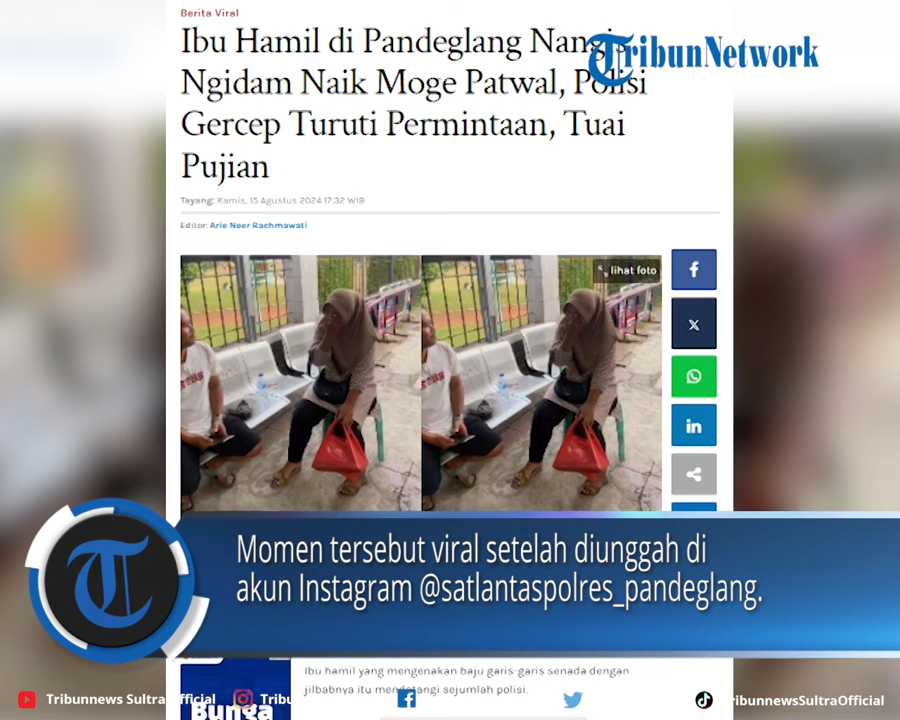 Berita Viral
Ibu Hamil di Pandeglang Nangis
TribunNetwork
Ngidam Naik Moge Patwal, Polisi
Gercep Turuti Permintaan, Tuai
Pujian
Tayang: Kamis, 15 Agustus 2024 17:32 WIB
Editor: Arie Noer Rachmawati
lihat foto
Momen tersebut viral setelah diunggah di
akun Instagram @satlantaspolres_pandeglang.
Ibu hamil yang mengenakan baju garis-garis senada dengan
jilbabnya itu mendatangi sejumlah polisi.
Bunga
Tribunnews Sultra Official
Tribu
ribunnewsSultraOfficial